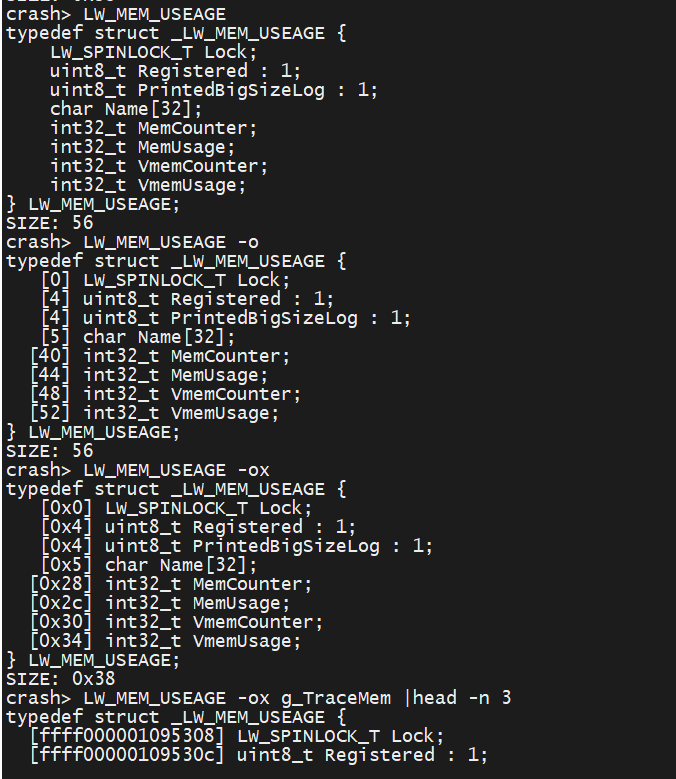 crash> LW_MEM_USEAGE
typedef struct _LW_MEM_USEAGE {
    LW_SPINLOCK_T Lock;
    uint8_t Registered : 1;
    uint8_t PrintedBigSizeLog : 1;
    char Name[32];
    int32_t MemCounter;
    int32_t MemUsage;
    int32_t VmemCounter;
    int32_t VmemUsage;
} LW_MEM_USEAGE;
SIZE: 56
crash> LW_MEM_USEAGE -o
typedef struct _LW_MEM_USEAGE {
   [0] LW_SPINLOCK_T Lock;
   [4] uint8_t Registered : 1;
   [4] uint8_t PrintedBigSizeLog : 1;
   [5] char Name[32];
  [40] int32_t MemCounter;
  [44] int32_t MemUsage;
  [48] int32_t VmemCounter;
  [52] int32_t VmemUsage;
} LW_MEM_USEAGE;
SIZE: 56
crash> LW_MEM_USEAGE -ox
typedef struct _LW_MEM_USEAGE {
   [0x0] LW_SPINLOCK_T Lock;
   [0x4] uint8_t Registered : 1;
   [0x4] uint8_t PrintedBigSizeLog : 1;
   [0x5] char Name[32];
  [0x28] int32_t MemCounter;
  [0x2c] int32_t MemUsage;
  [0x30] int32_t VmemCounter;
  [0x34] int32_t VmemUsage;
} LW_MEM_USEAGE;
SIZE: 0x38
crash> LW_MEM_USEAGE -ox g_TraceMem |head -n 3
typedef struct _LW_MEM_USEAGE {
  [ffff000001095308] LW_SPINLOCK_T Lock;
  [ffff00000109530c] uint8_t Registered : 1;